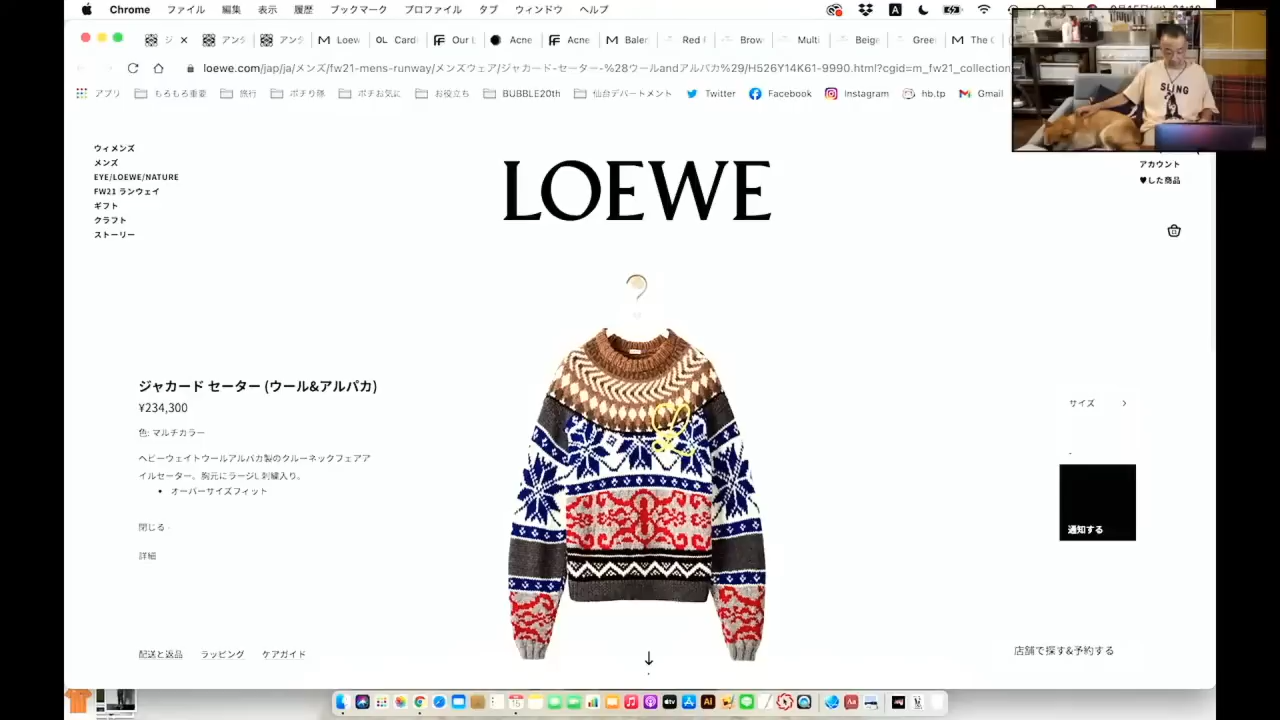 Chrome ファイル 編集 表示 履歴 ブックマーク プロファイル タブ ウィンドウ ヘルプ
ジ アンテ アンテ Loew Card Our L Acne Acne Baler Red F Brow Multi Beige Gree The C
loewe.com/jap/ja/メンズ/fw21-mens-runway/メンズウェア/ジャカード-セーター-%28ウールandアルパカ%29/H526Y14K61-9990.html?cgid=m_fw21_collection
アプリ もろもろ重要 旅行 ポチり祭 ポチお気に お役立ち BUBBLE20th 仙台デパートメント Twitter Facebook Instagram hb.tp Gmail
SLING
ウィメンズ
メンズ
EYE/LOEWE/NATURE
FW21 ランウェイ
ギフト
クラフト
ストーリー
LOEWE
アカウント
♥した商品
ジャカード セーター (ウール&アルパカ)
¥234,300
色: マルチカラー
ヘビーウェイトウールアルパカ製のクルーネックフェアア
イルセーター。胸元にラージL 刺繍入り。
• オーバーサイズフィット
閉じる -
詳細
サイズ
-
通知する
配送と返品 ラッピング ケアガイド
店舗で探す&予約する